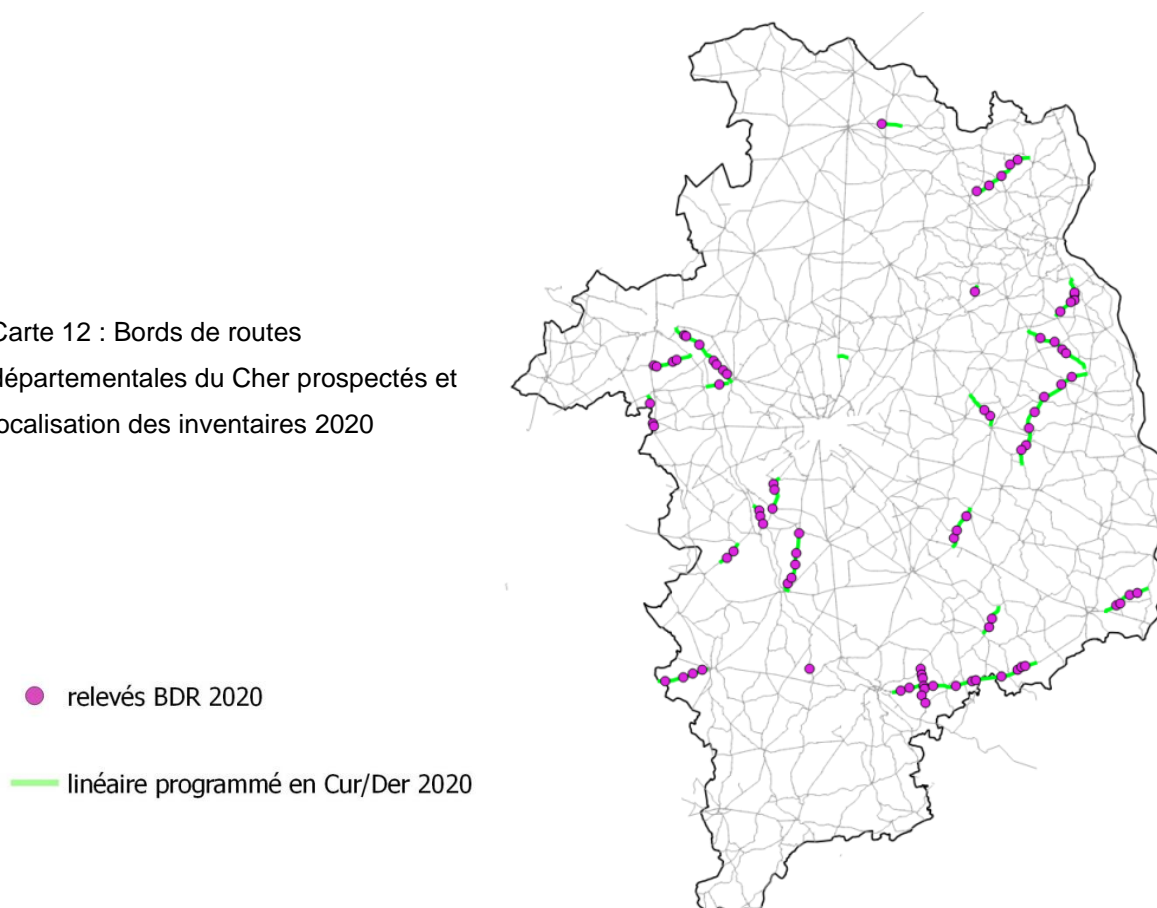 Carte 12 : Bords de routes
départementales du Cher prospectés et
localisation des inventaires 2020
relevés BDR 2020
linéaire programmé en Cur/Der 2020